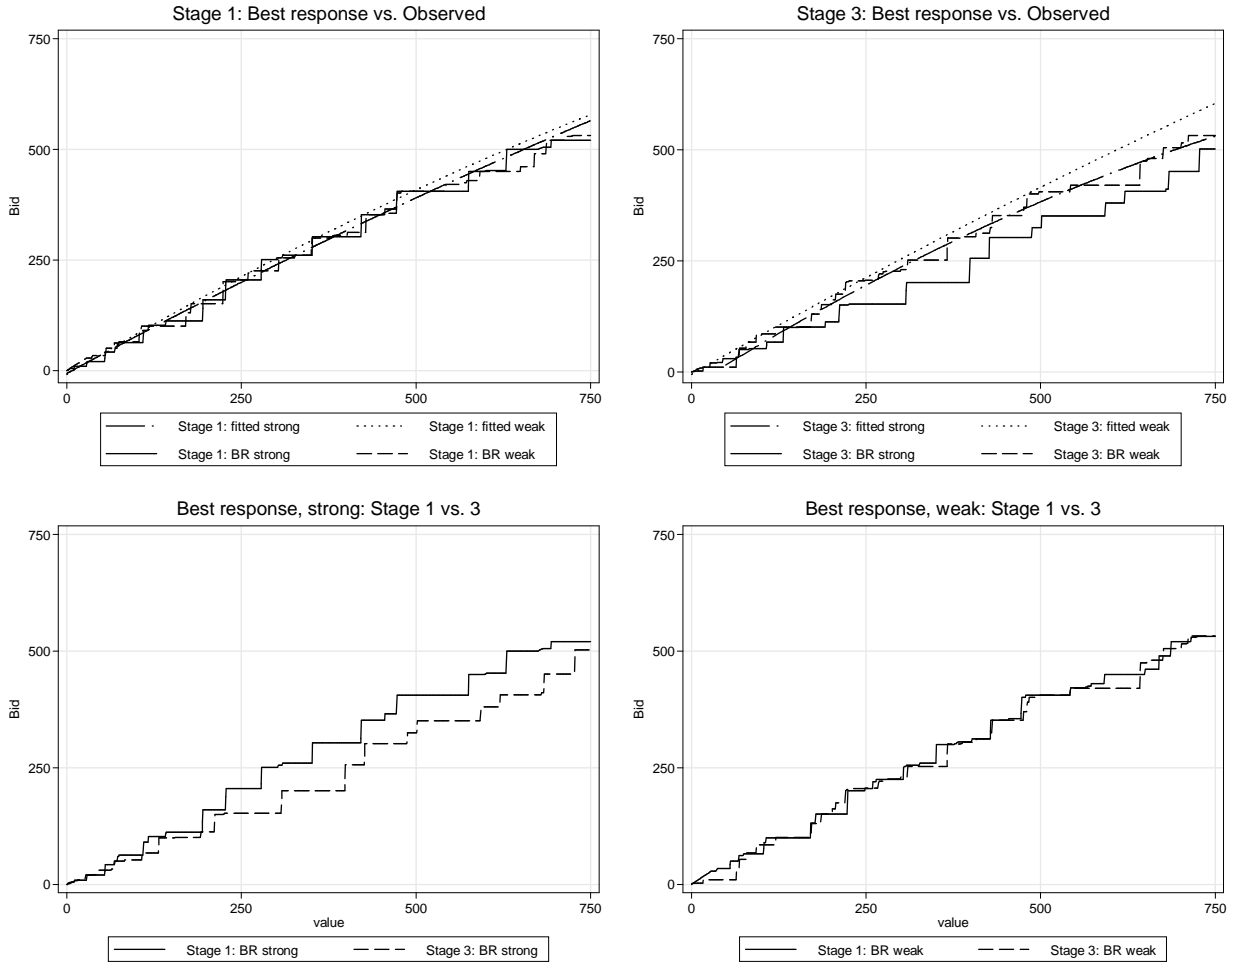 Stage 1: Best response vs. Observed
Bid
750
500
250
0
0 250 500 750
Stage 1: fitted strong Stage 1: fitted weak
Stage 1: BR strong Stage 1: BR weak
Stage 3: Best response vs. Observed
Bid
750
500
250
0
0 250 500 750
Stage 3: fitted strong Stage 3: fitted weak
Stage 3: BR strong Stage 3: BR weak
Best response, strong: Stage 1 vs. 3
Bid
750
500
250
0
0 250 500 750
value
Stage 1: BR strong Stage 3: BR strong
Best response, weak: Stage 1 vs. 3
Bid
750
500
250
0
0 250 500 750
value
Stage 1: BR weak Stage 3: BR weak